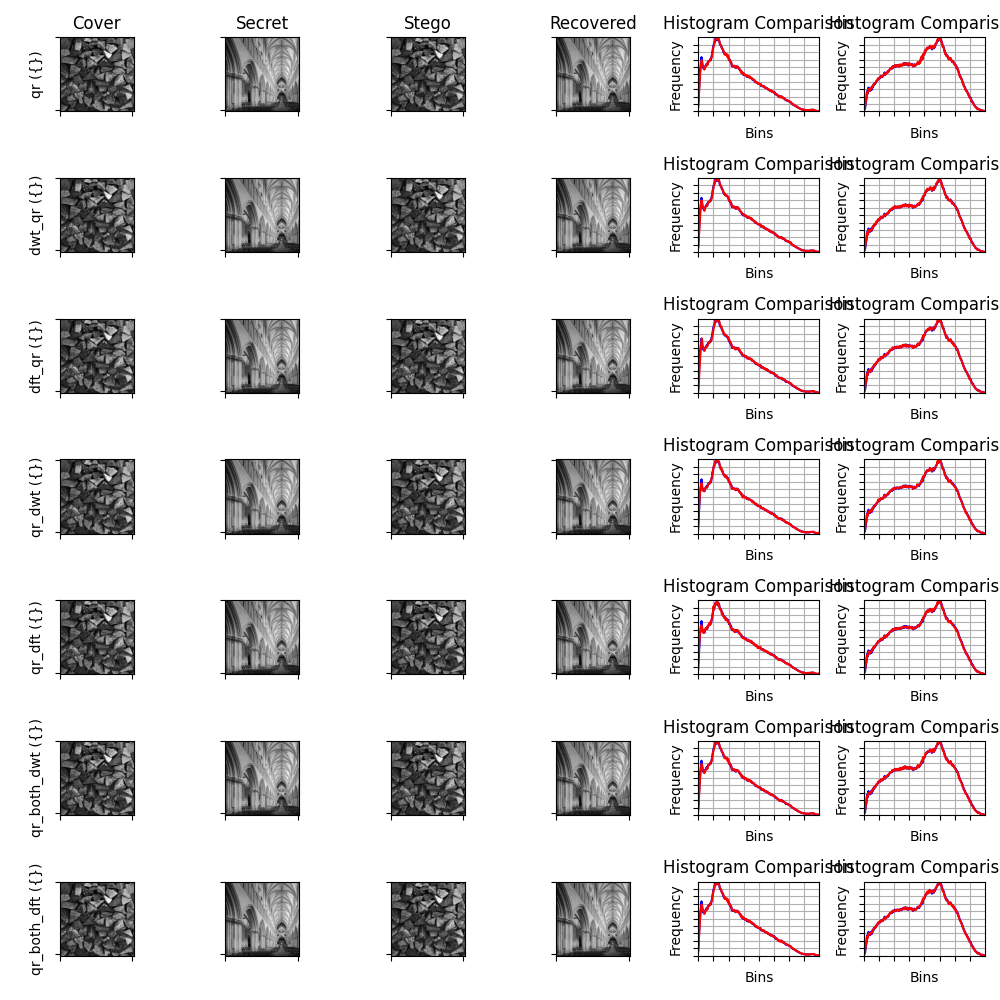 Cover Secret Stego Recovered Histogram Comparison Histogram Comparis
qr ({}) Frequency Frequency
Bins Bins
Histogram Comparison Histogram Comparis
dwt_qr ({}) Frequency Frequency
Bins Bins
Histogram Comparison Histogram Comparis
dft_qr ({}) Frequency Frequency
Bins Bins
Histogram Comparison Histogram Comparis
qr_dwt ({}) Frequency Frequency
Bins Bins
Histogram Comparison Histogram Comparis
qr_dft ({}) Frequency Frequency
Bins Bins
Histogram Comparison Histogram Comparis
qr_both_dwt ({}) Frequency Frequency
Bins Bins
Histogram Comparison Histogram Comparis
qr_both_dft ({}) Frequency Frequency
Bins Bins